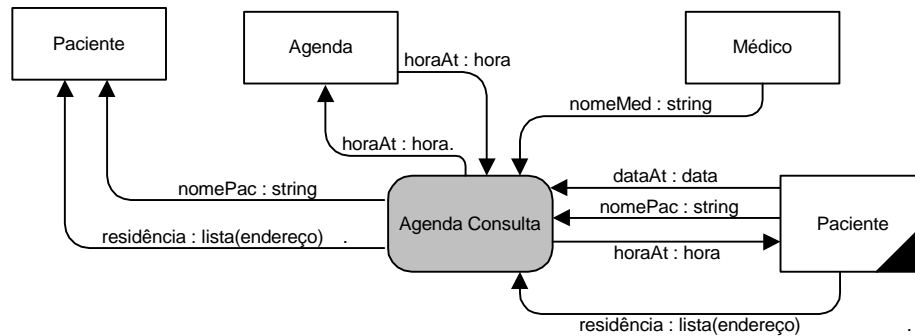 Paciente
Agenda
Médico
horaAt : hora
nomeMed : string
horaAt : hora.
dataAt : data
nomePac : string
nomePac : string
Agenda Consulta
Paciente
residência : lista(endereço) .
horaAt : hora
residência : lista(endereço) .